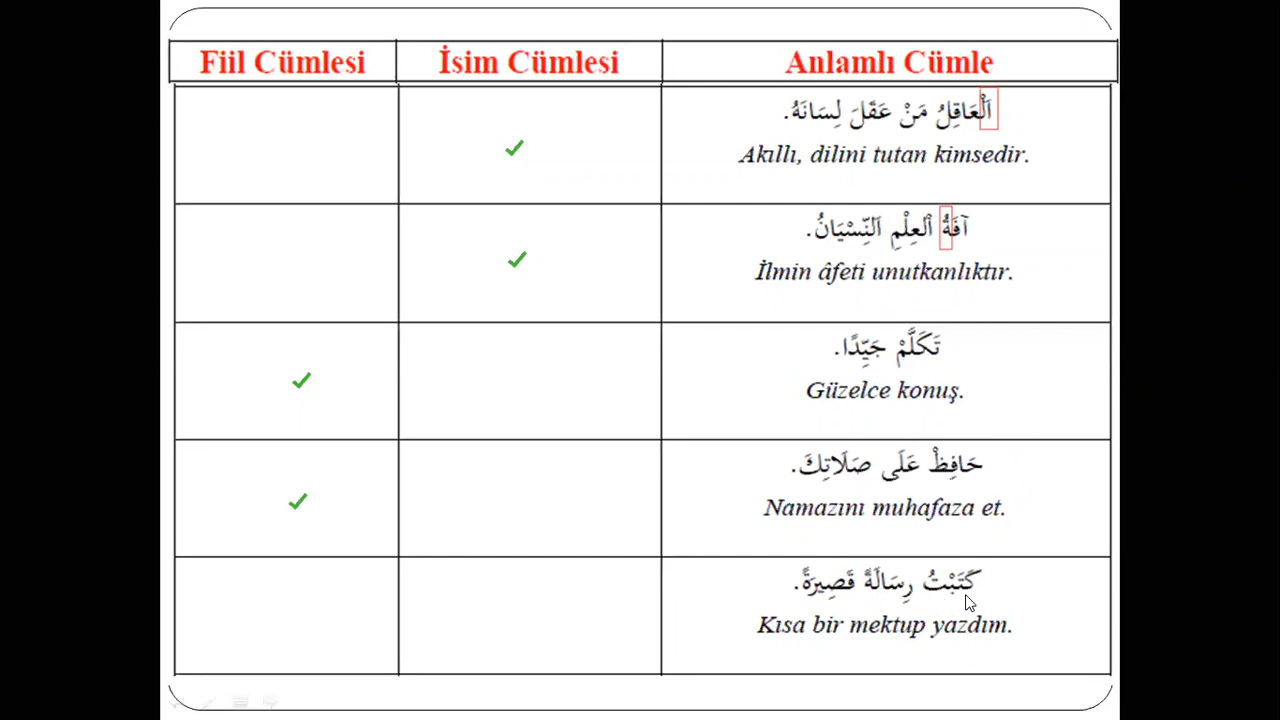 Fiil Cümlesi İsim Cümlesi Anlamlı Cümle
اَلْعَاقِلُ مَنْ عَقَلَ لِسَانَهُ.
Akıllı, dilini tutan kimsedir.
آفَةُ الْعِلْمِ اَلنِّسْيَانُ.
İlmin âfeti unutkanlıktır.
تَكَلَّمْ جَيِّدًا.
Güzelce konuş.
حَافِظْ عَلَى صَلَاتِكَ.
Namazını muhafaza et.
كَتَبْتُ رِسَالَةً قَصِيرَةً.
Kısa bir mektup yazdım.